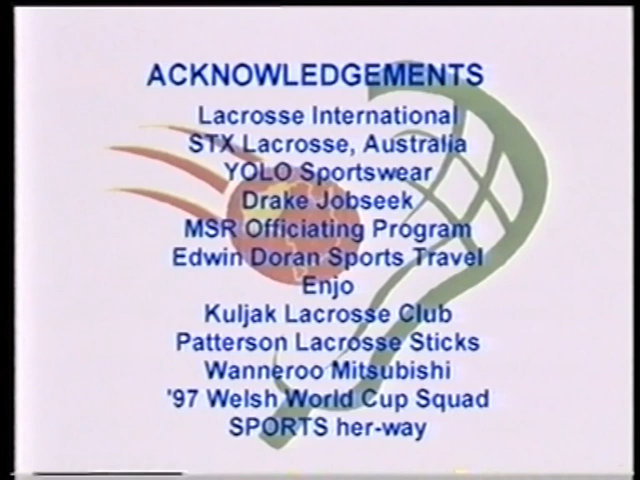 ACKNOWLEDGEMENTS
Lacrosse International
STX Lacrosse, Australia
YOLO Sportswear
Drake Jobseek
MSR Officiating Program
Edwin Doran Sports Travel
Enjo
Kuljak Lacrosse Club
Patterson Lacrosse Sticks
Wanneroo Mitsubishi
'97 Welsh World Cup Squad
SPORTS her-way